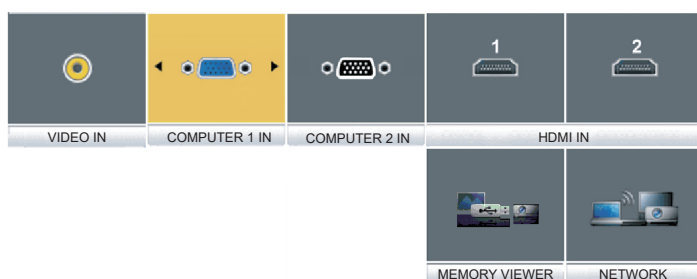 1 2
VIDEO IN COMPUTER 1 IN COMPUTER 2 IN HDMI IN
MEMORY VIEWER NETWORK